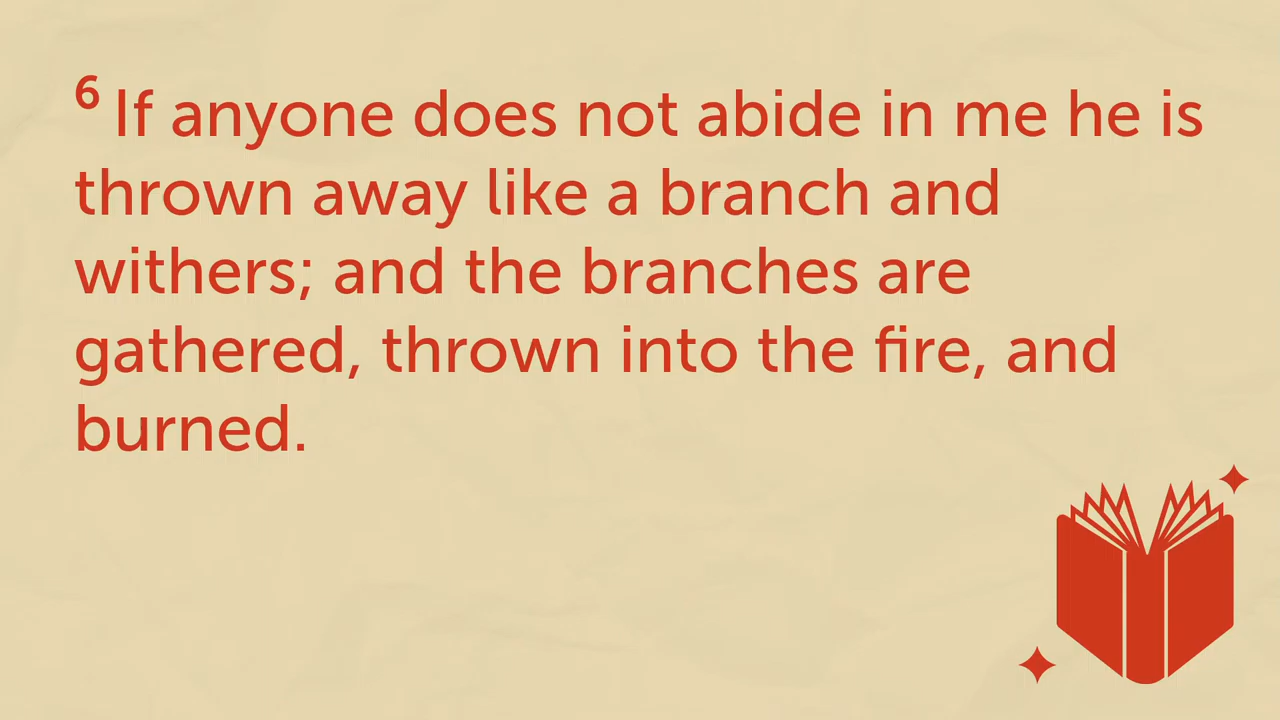 6 If anyone does not abide in me he is
thrown away like a branch and
withers; and the branches are
gathered, thrown into the fire, and
burned.